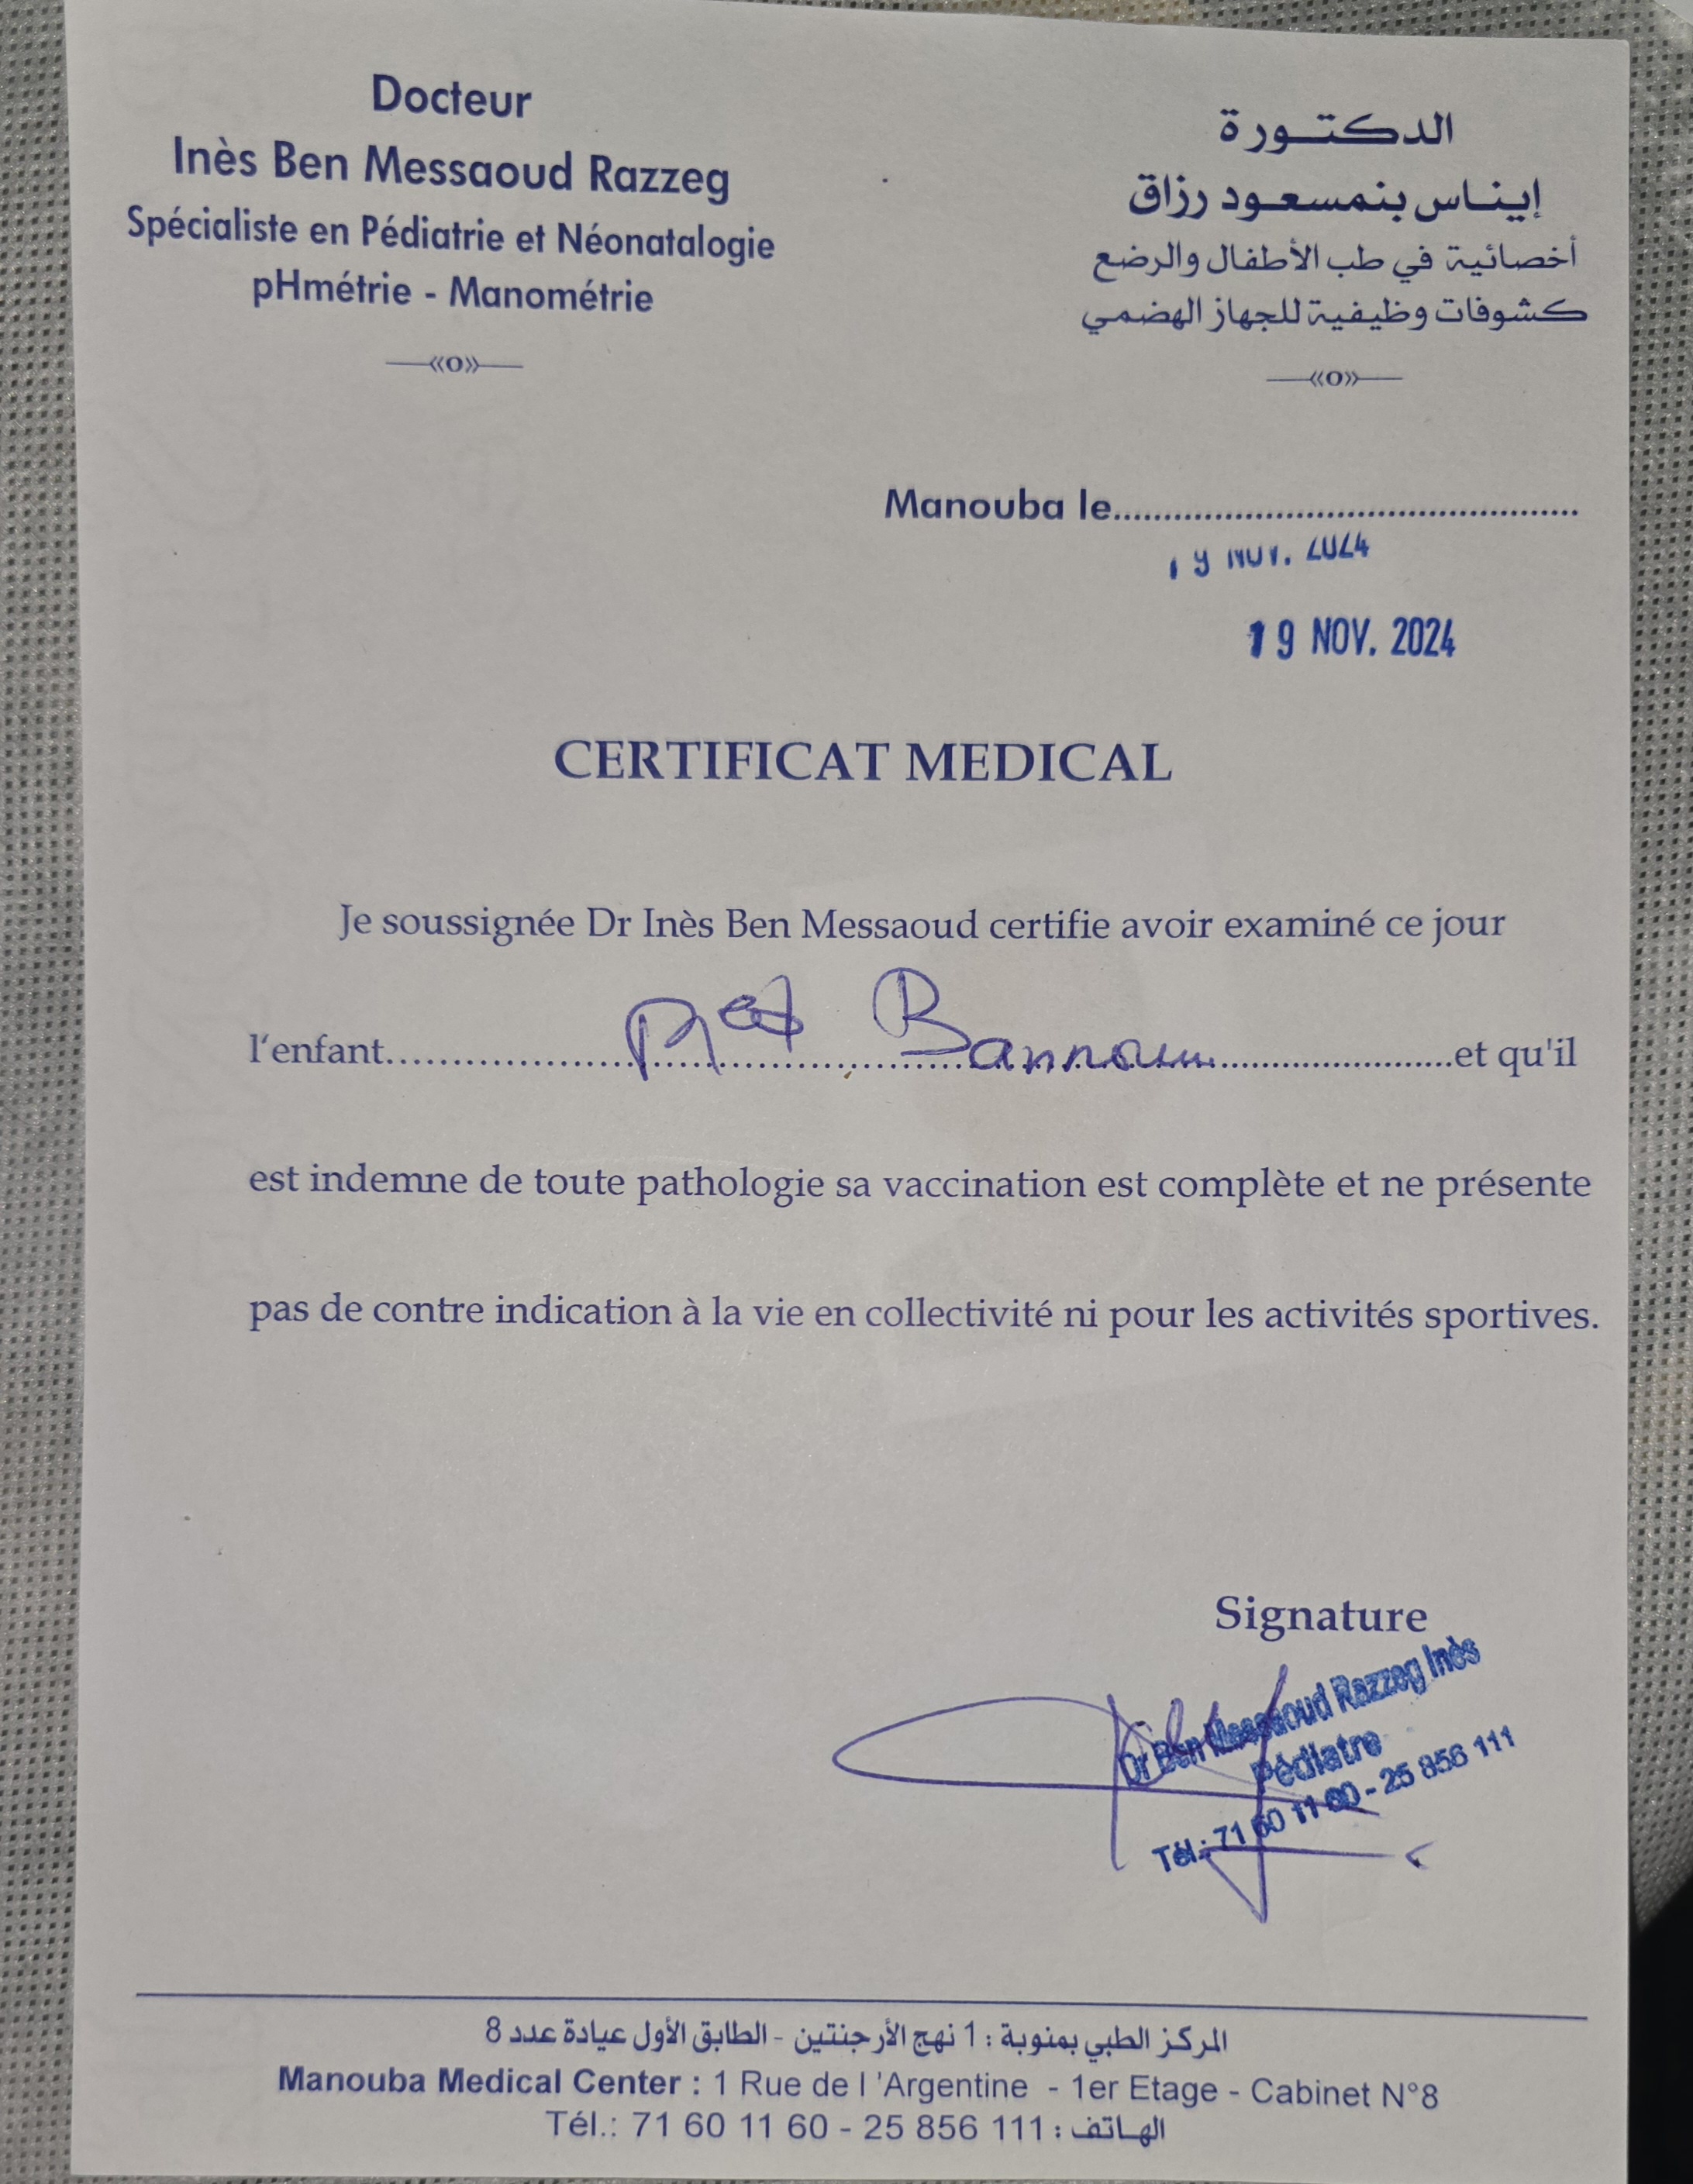 Docteur
Inès Ben Messaoud Razzeg
Spécialiste en Pédiatrie et Néonatalogie
pHmétrie - Manométrie
«o»
الدكتورة
إيناس بنمسعود رزاق
أخصائية في طب الأطفال والرضع
كشوفات وظيفية للجهاز الهضمي
«o»
Manouba le..............................................
19 NOV. 2024
19 NOV. 2024
CERTIFICAT MEDICAL
Je soussignée Dr Inès Ben Messaoud certifie avoir examiné ce jour
l'enfant.................... et qu'il
est indemne de toute pathologie sa vaccination est complète et ne présente
pas de contre indication à la vie en collectivité ni pour les activités sportives.
Signature
Dr Ben Messaoud Razzeg Inès
Pédiatre
Tél.: 71 60 11 60 - 25 856 111
المركز الطبي بمنوبة : 1 نهج الأرجنتين - الطابق الأول عيادة عدد 8
Manouba Medical Center : 1 Rue de l 'Argentine - 1er Etage - Cabinet N°8
Tél.: 71 60 11 60 - 25 856 111 : الهاتف